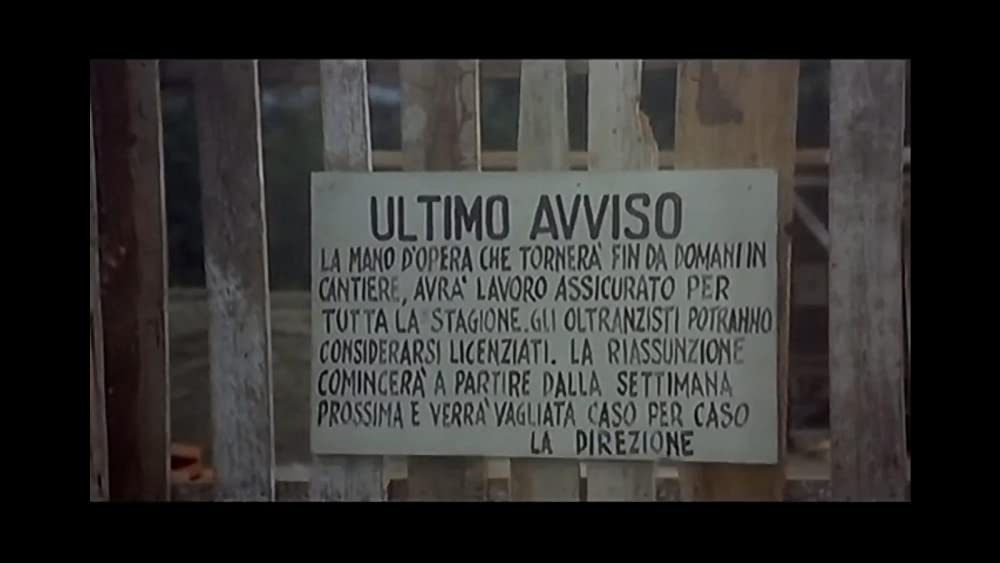 ULTIMO AVVISO
LA MANO D'OPERA CHE TORNERA' FIN DA DOMANI IN
CANTIERE, AVRA' LAVORO ASSICURATO PER
TUTTA LA STAGIONE. GLI OLTRANZISTI POTRANNO
CONSIDERARSI LICENZIATI. LA RIASSUNZIONE
COMINCERA' A PARTIRE DALLA SETTIMANA
PROSSIMA E VERRA' VAGLIATA CASO PER CASO
LA DIREZIONE